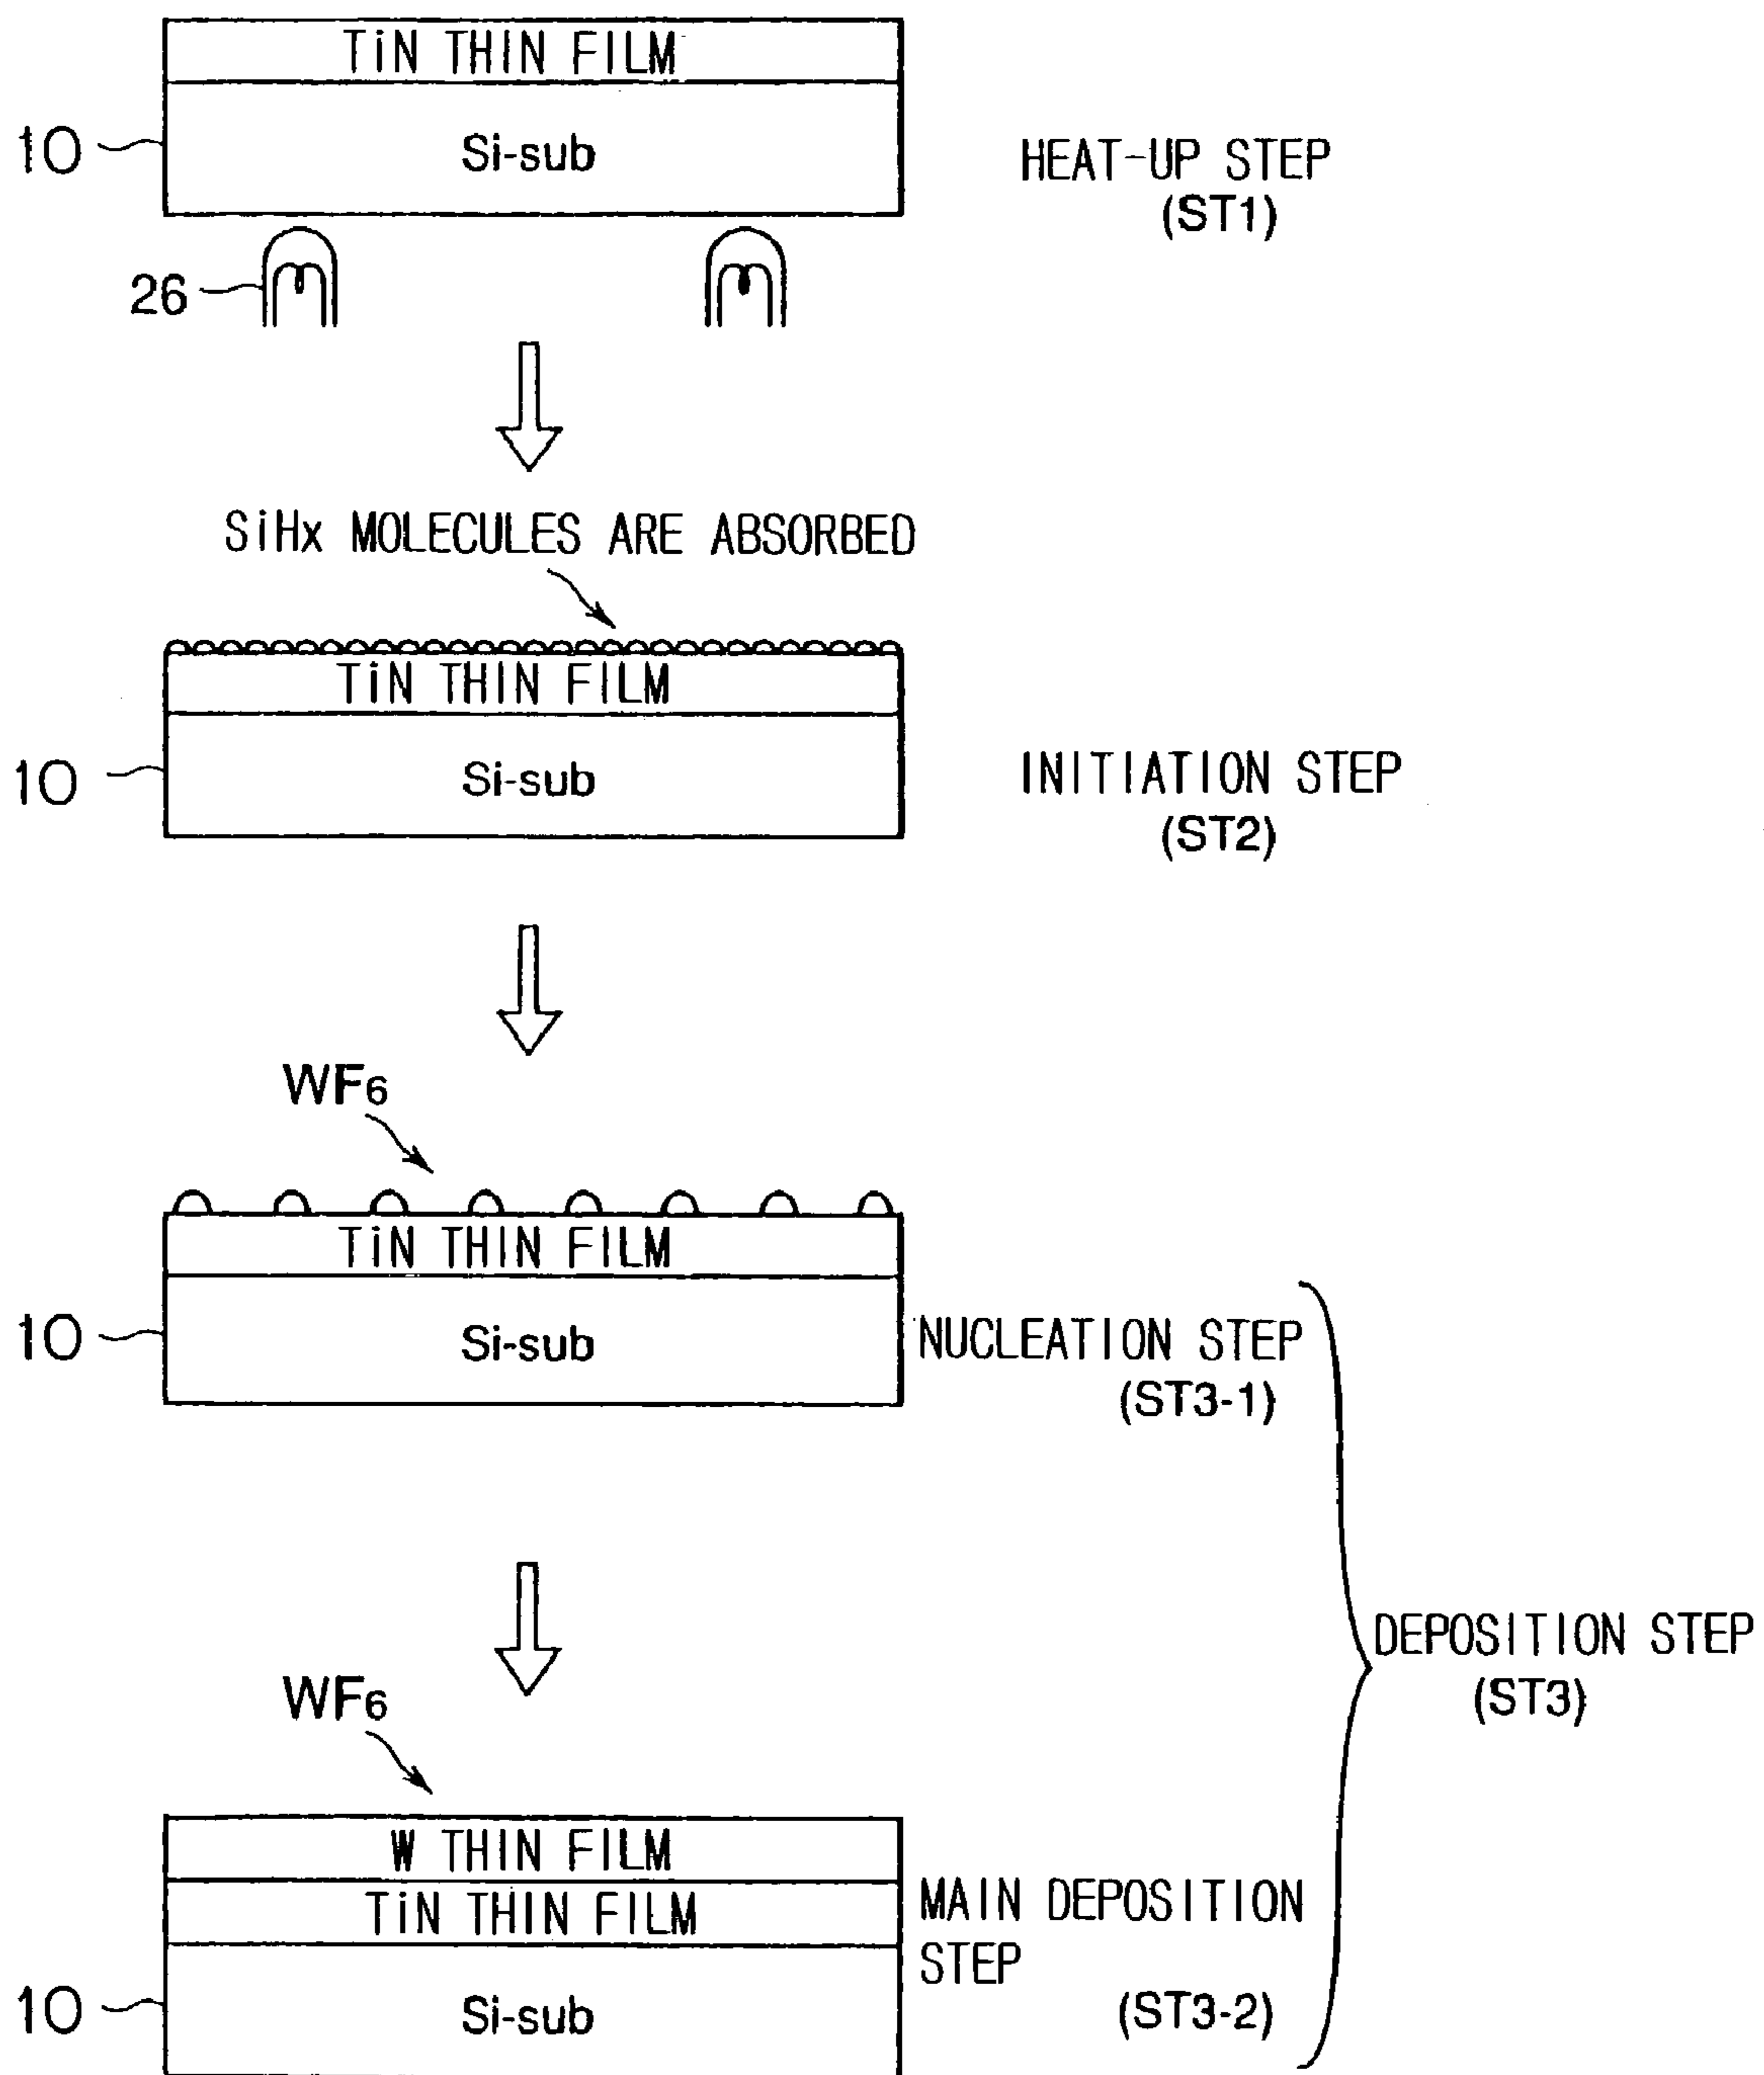 TiN THIN FILM
10
Si-sub
HEAT-UP STEP
(ST1)
26
SiHx MOLECULES ARE ABSORBED
TiN THIN FILM
10
Si-sub
INITIATION STEP
(ST2)
WF6
TiN THIN FILM
10
Si-sub
NUCLEATION STEP
(ST3-1)
DEPOSITION STEP
(ST3)
WF6
W THIN FILM
TiN THIN FILM
MAIN DEPOSITION
STEP
10
Si-sub
(ST3-2)